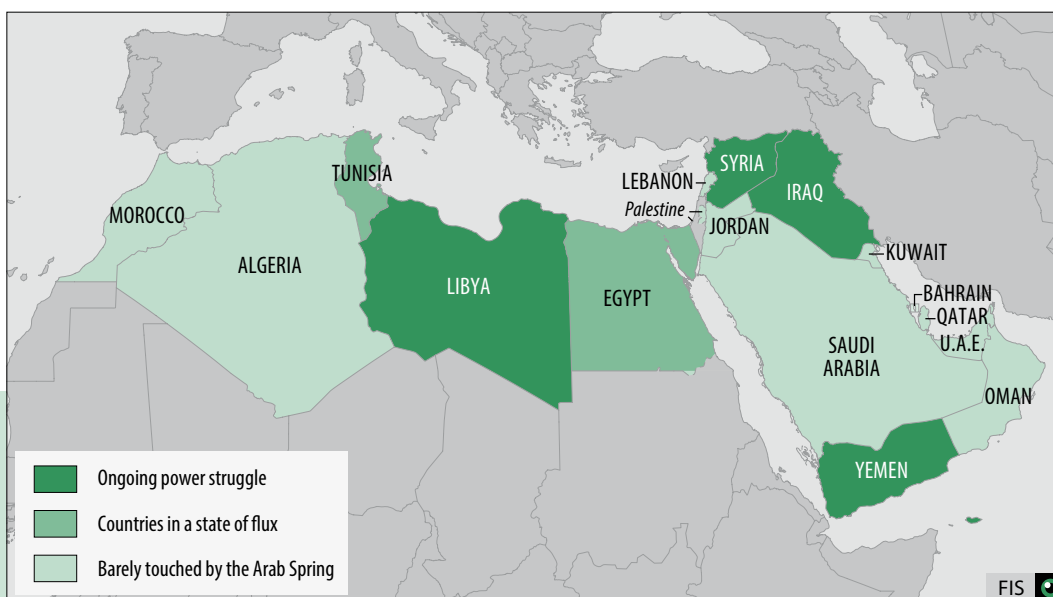 TUNISIA
MOROCCO
ALGERIA
LIBYA
EGYPT
LEBANON
Palestine
SYRIA
IRAQ
JORDAN
KUWAIT
BAHRAIN
QATAR
U.A.E.
SAUDI
ARABIA
OMAN
YEMEN
Ongoing power struggle
Countries in a state of flux
Barely touched by the Arab Spring
FIS